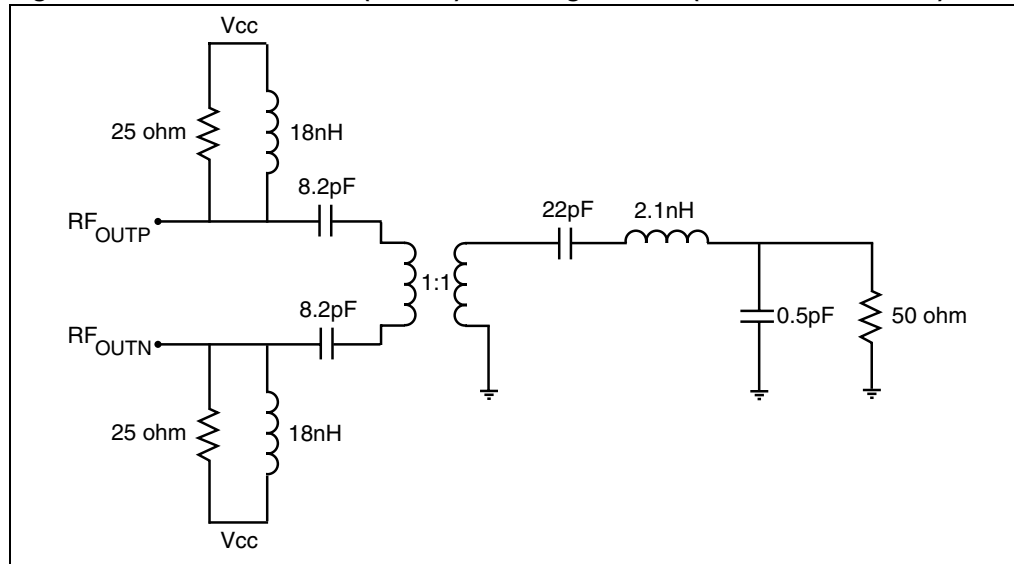 Vcc
25 ohm
18nH
8.2pF
RFOUTP
22pF
2.1nH
1:1
8.2pF
0.5pF
50 ohm
RFOUTN
25 ohm
18nH
Vcc